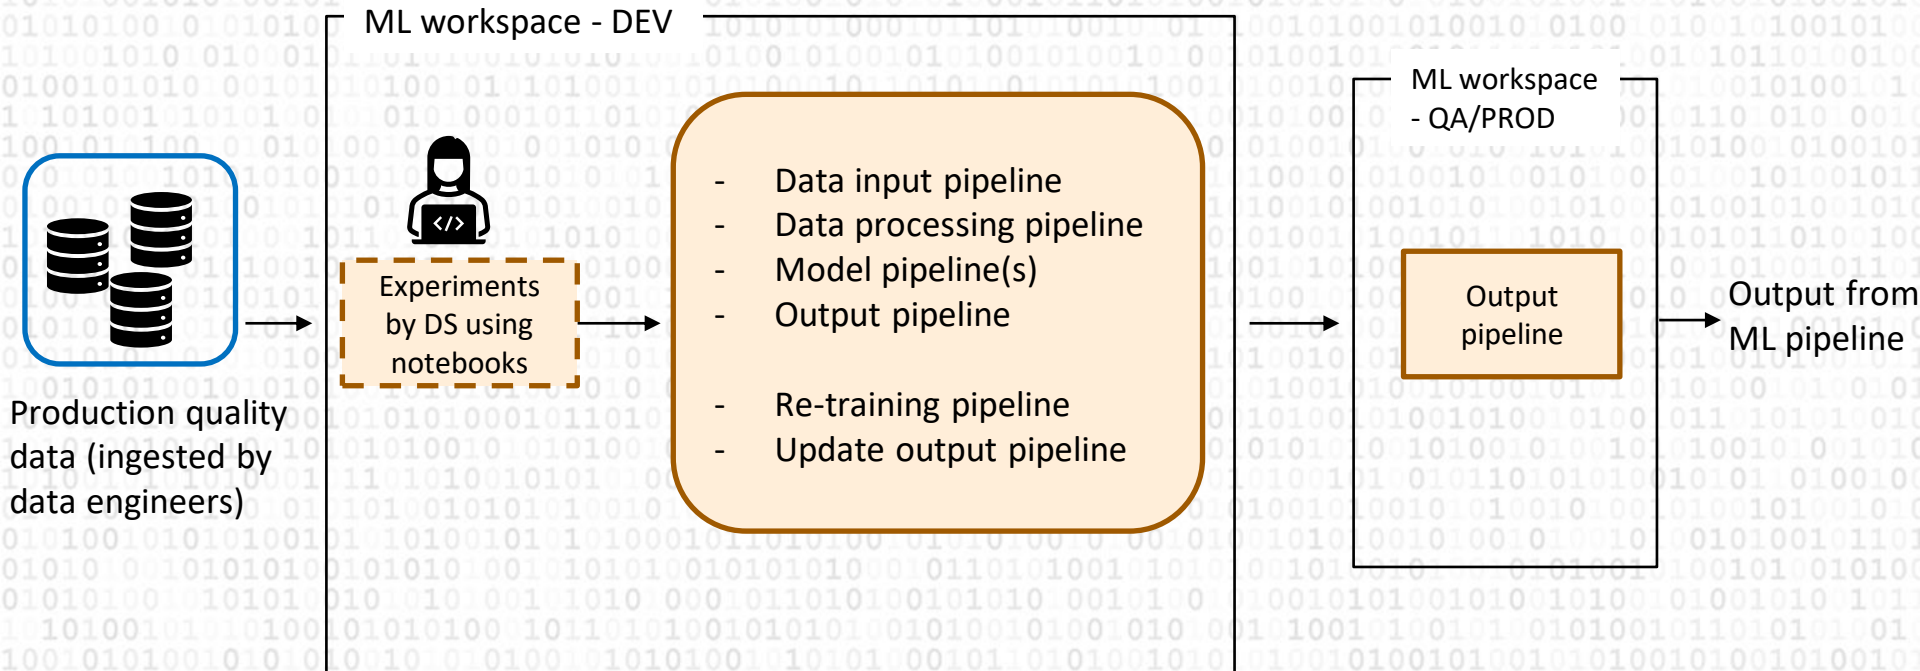 ML workspace - DEV
Production quality
data (ingested by
data engineers)
</>
Experiments
by DS using
notebooks
- Data input pipeline
- Data processing pipeline
- Model pipeline(s)
- Output pipeline
- Re-training pipeline
- Update output pipeline
ML workspace
- QA/PROD
Output
pipeline
Output from
ML pipeline